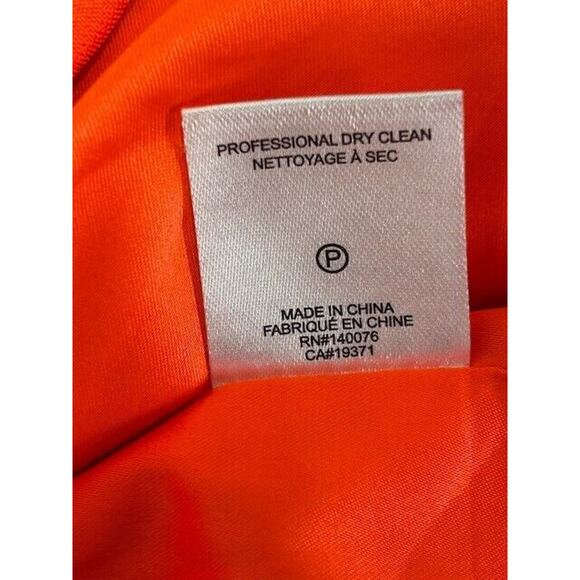 PROFESSIONAL DRY CLEAN
NETTOYAGE À SEC
P
MADE IN CHINA
FABRIQUÉ EN CHINE
RN#140076
CA#19371